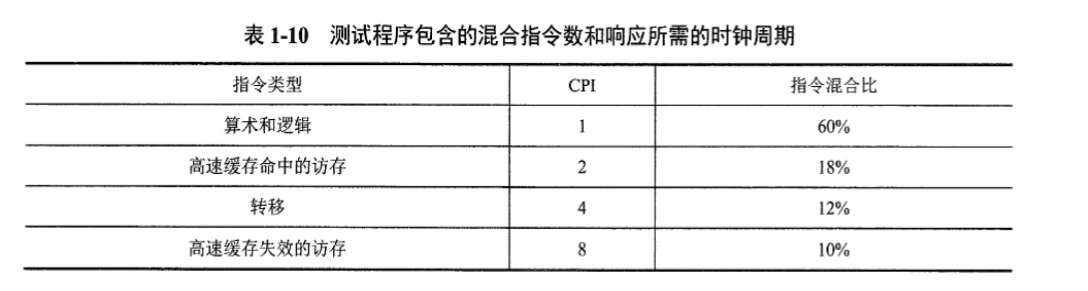 表 1-10 测试程序包含的混合指令数和响应所需的时钟周期
指令类型 CPI 指令混合比
算术和逻辑 1 60%
高速缓存命中的访存 2 18%
转移 4 12%
高速缓存失效的访存 8 10%